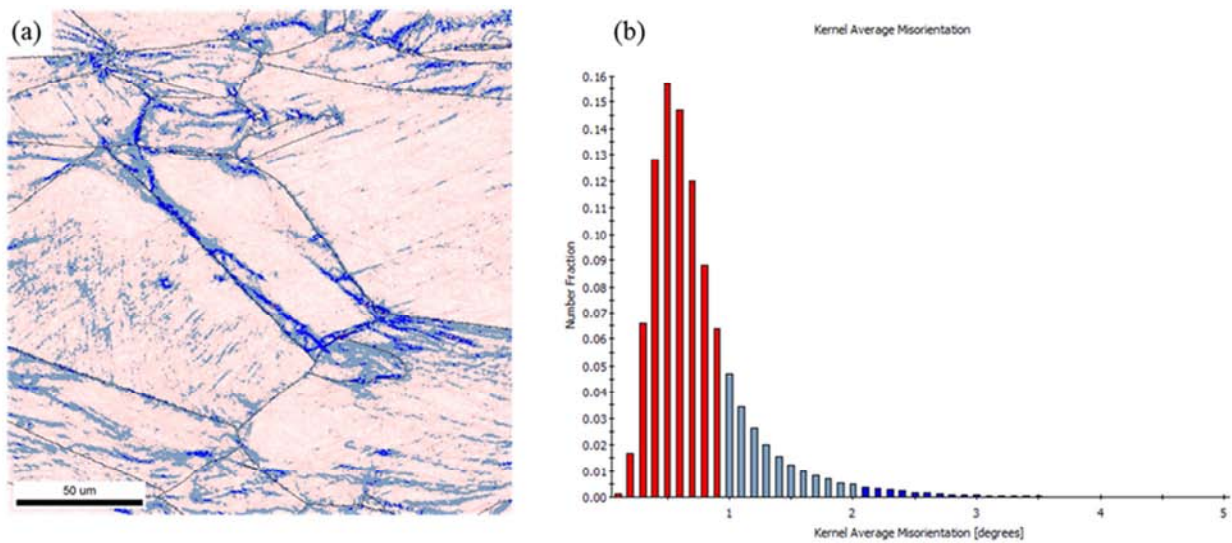 (a)
50 um
(b)
Kernel Average Misorientation
Number Fraction
0.16
0.15
0.14
0.13
0.12
0.11
0.10
0.09
0.08
0.07
0.06
0.05
0.04
0.03
0.02
0.01
0.00
1 2 3 4 5
Kernel Average Misorientation [degrees]